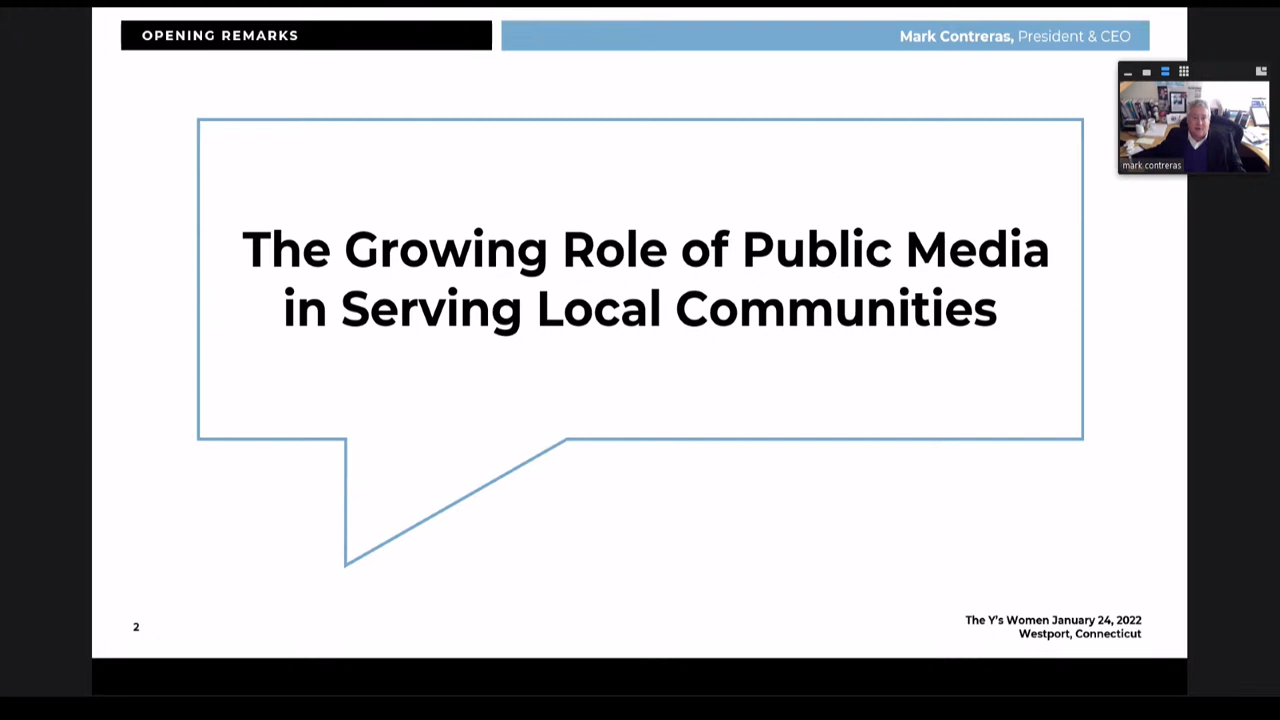 OPENING REMARKS
Mark Contreras, President & CEO
mark contreras
The Growing Role of Public Media
in Serving Local Communities
2
The Y's Women January 24, 2022
Westport, Connecticut